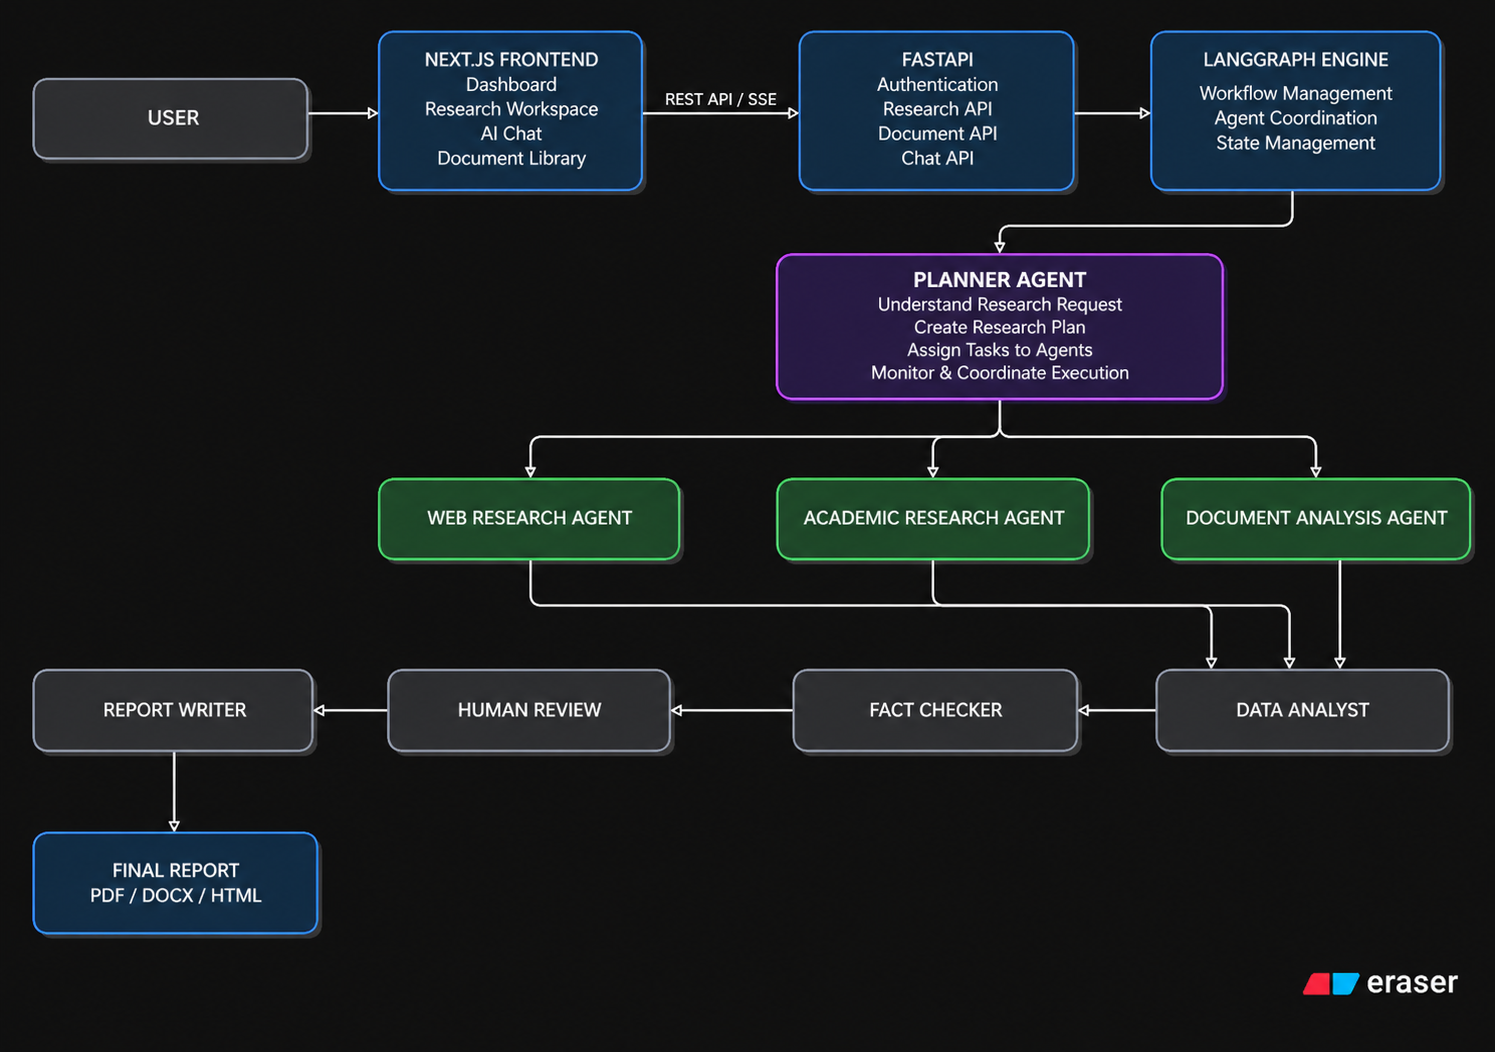 USER
NEXT.JS FRONTEND
Dashboard
Research Workspace
AI Chat
Document Library
REST API / SSE
FASTAPI
Authentication
Research API
Document API
Chat API
LANGGRAPH ENGINE
Workflow Management
Agent Coordination
State Management
PLANNER AGENT
Understand Research Request
Create Research Plan
Assign Tasks to Agents
Monitor & Coordinate Execution
WEB RESEARCH AGENT
ACADEMIC RESEARCH AGENT
DOCUMENT ANALYSIS AGENT
REPORT WRITER
HUMAN REVIEW
FACT CHECKER
DATA ANALYST
FINAL REPORT
PDF / DOCX / HTML
eraser